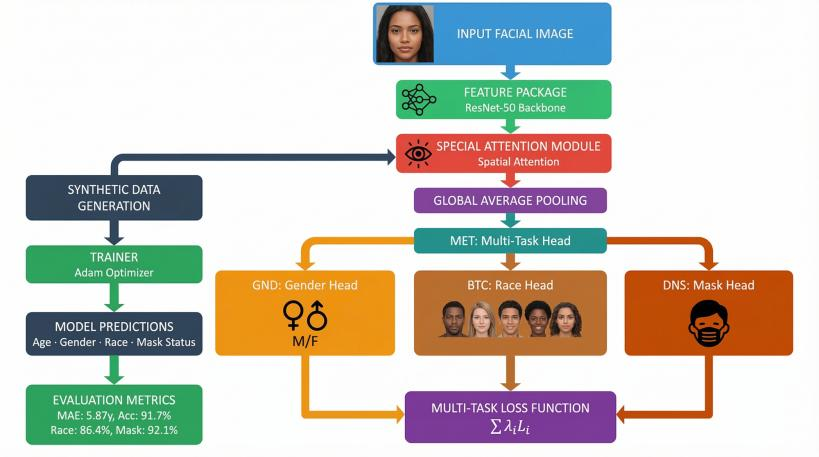 INPUT FACIAL IMAGE
FEATURE PACKAGE
ResNet-50 Backbone
SPECIAL ATTENTION MODULE
Spatial Attention
GLOBAL AVERAGE POOLING
MET: Multi-Task Head
GND: Gender Head
M/F
BTC: Race Head
DNS: Mask Head
MULTI-TASK LOSS FUNCTION
∑ λᵢLᵢ
SYNTHETIC DATA
GENERATION
TRAINER
Adam Optimizer
MODEL PREDICTIONS
Age · Gender · Race · Mask Status
EVALUATION METRICS
MAE: 5.87y, Acc: 91.7%
Race: 86.4%, Mask: 92.1%